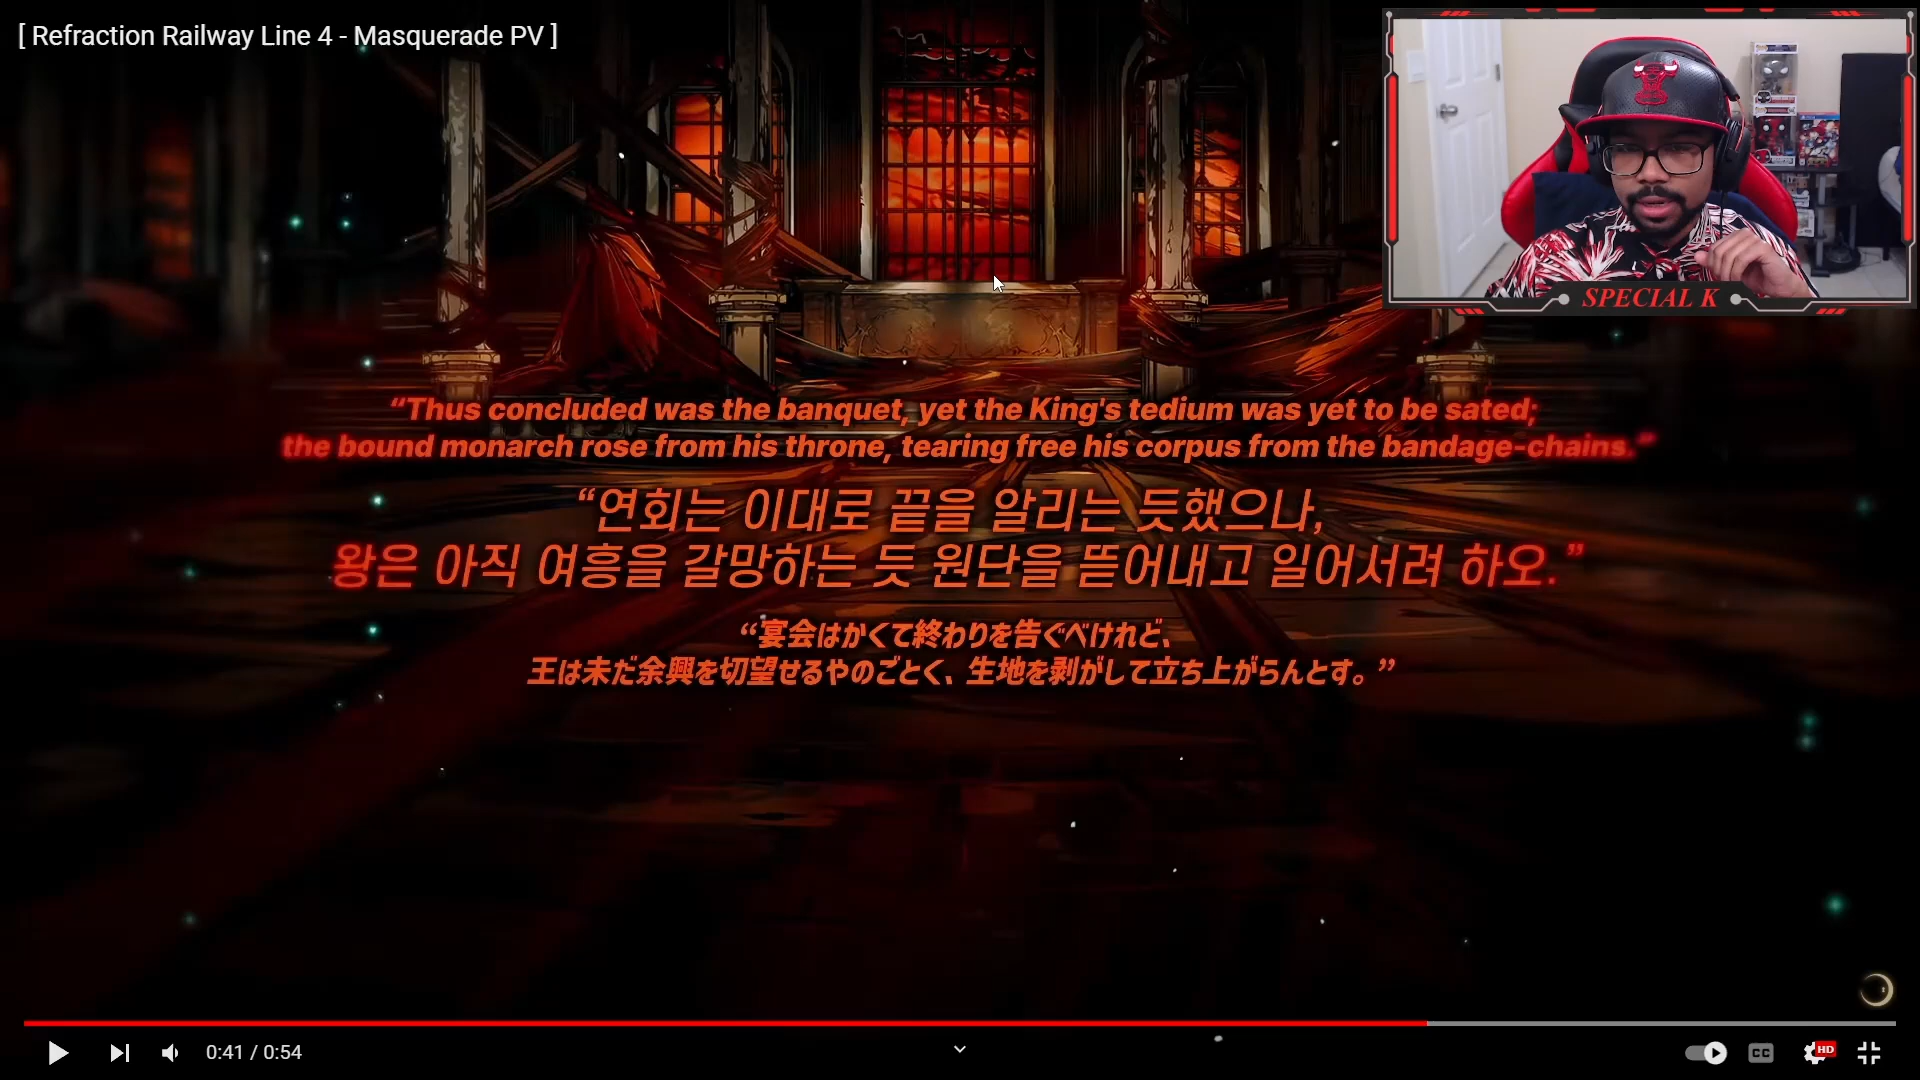 [ Refraction Railway Line 4 - Masquerade PV ]
SPECIAL K
“Thus concluded was the banquet, yet the King's tedium was yet to be sated;
the bound monarch rose from his throne, tearing free his corpus from the bandage-chains.”
“연회는 이대로 끝을 알리는 듯했으나,
왕은 아직 여흥을 갈망하는 듯 원단을 뜯어내고 일어서려 하오.”
“宴会はかくて終わりを告ぐべけれど、
王は未だ余興を切望せるやのごとく、生地を剥がして立ち上がらんとす。”
0:41 / 0:54
CC
HD